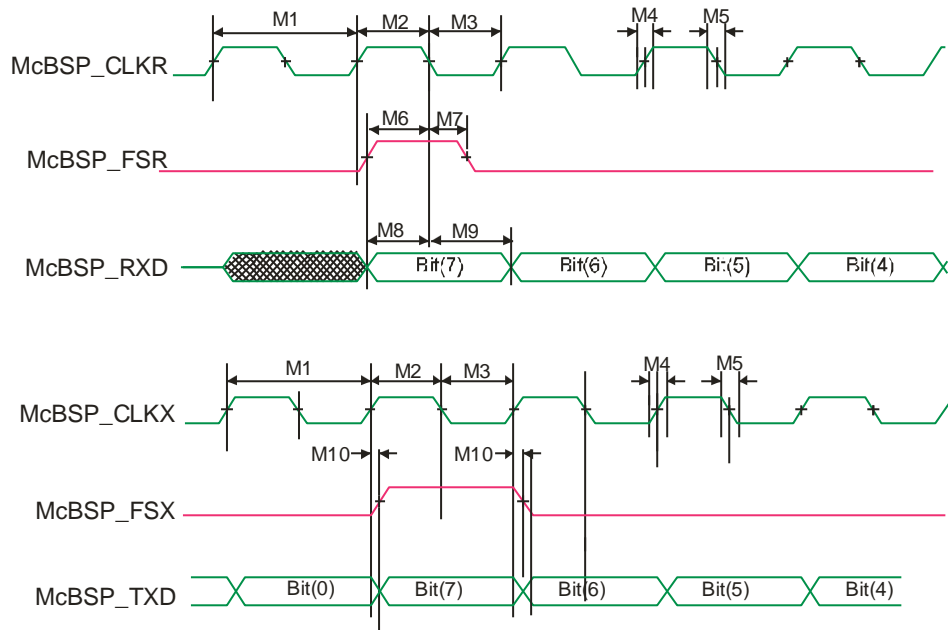 M1 M2 M3 M4 M5
McBSP_CLKR
M6 M7
McBSP_FSR
M8 M9
McBSP_RXD Bit(7) Bit(6) Bit(5) Bit(4)
M1 M2 M3 M4 M5
McBSP_CLKX
M10 M10
McBSP_FSX
McBSP_TXD Bit(0) Bit(7) Bit(6) Bit(5) Bit(4)